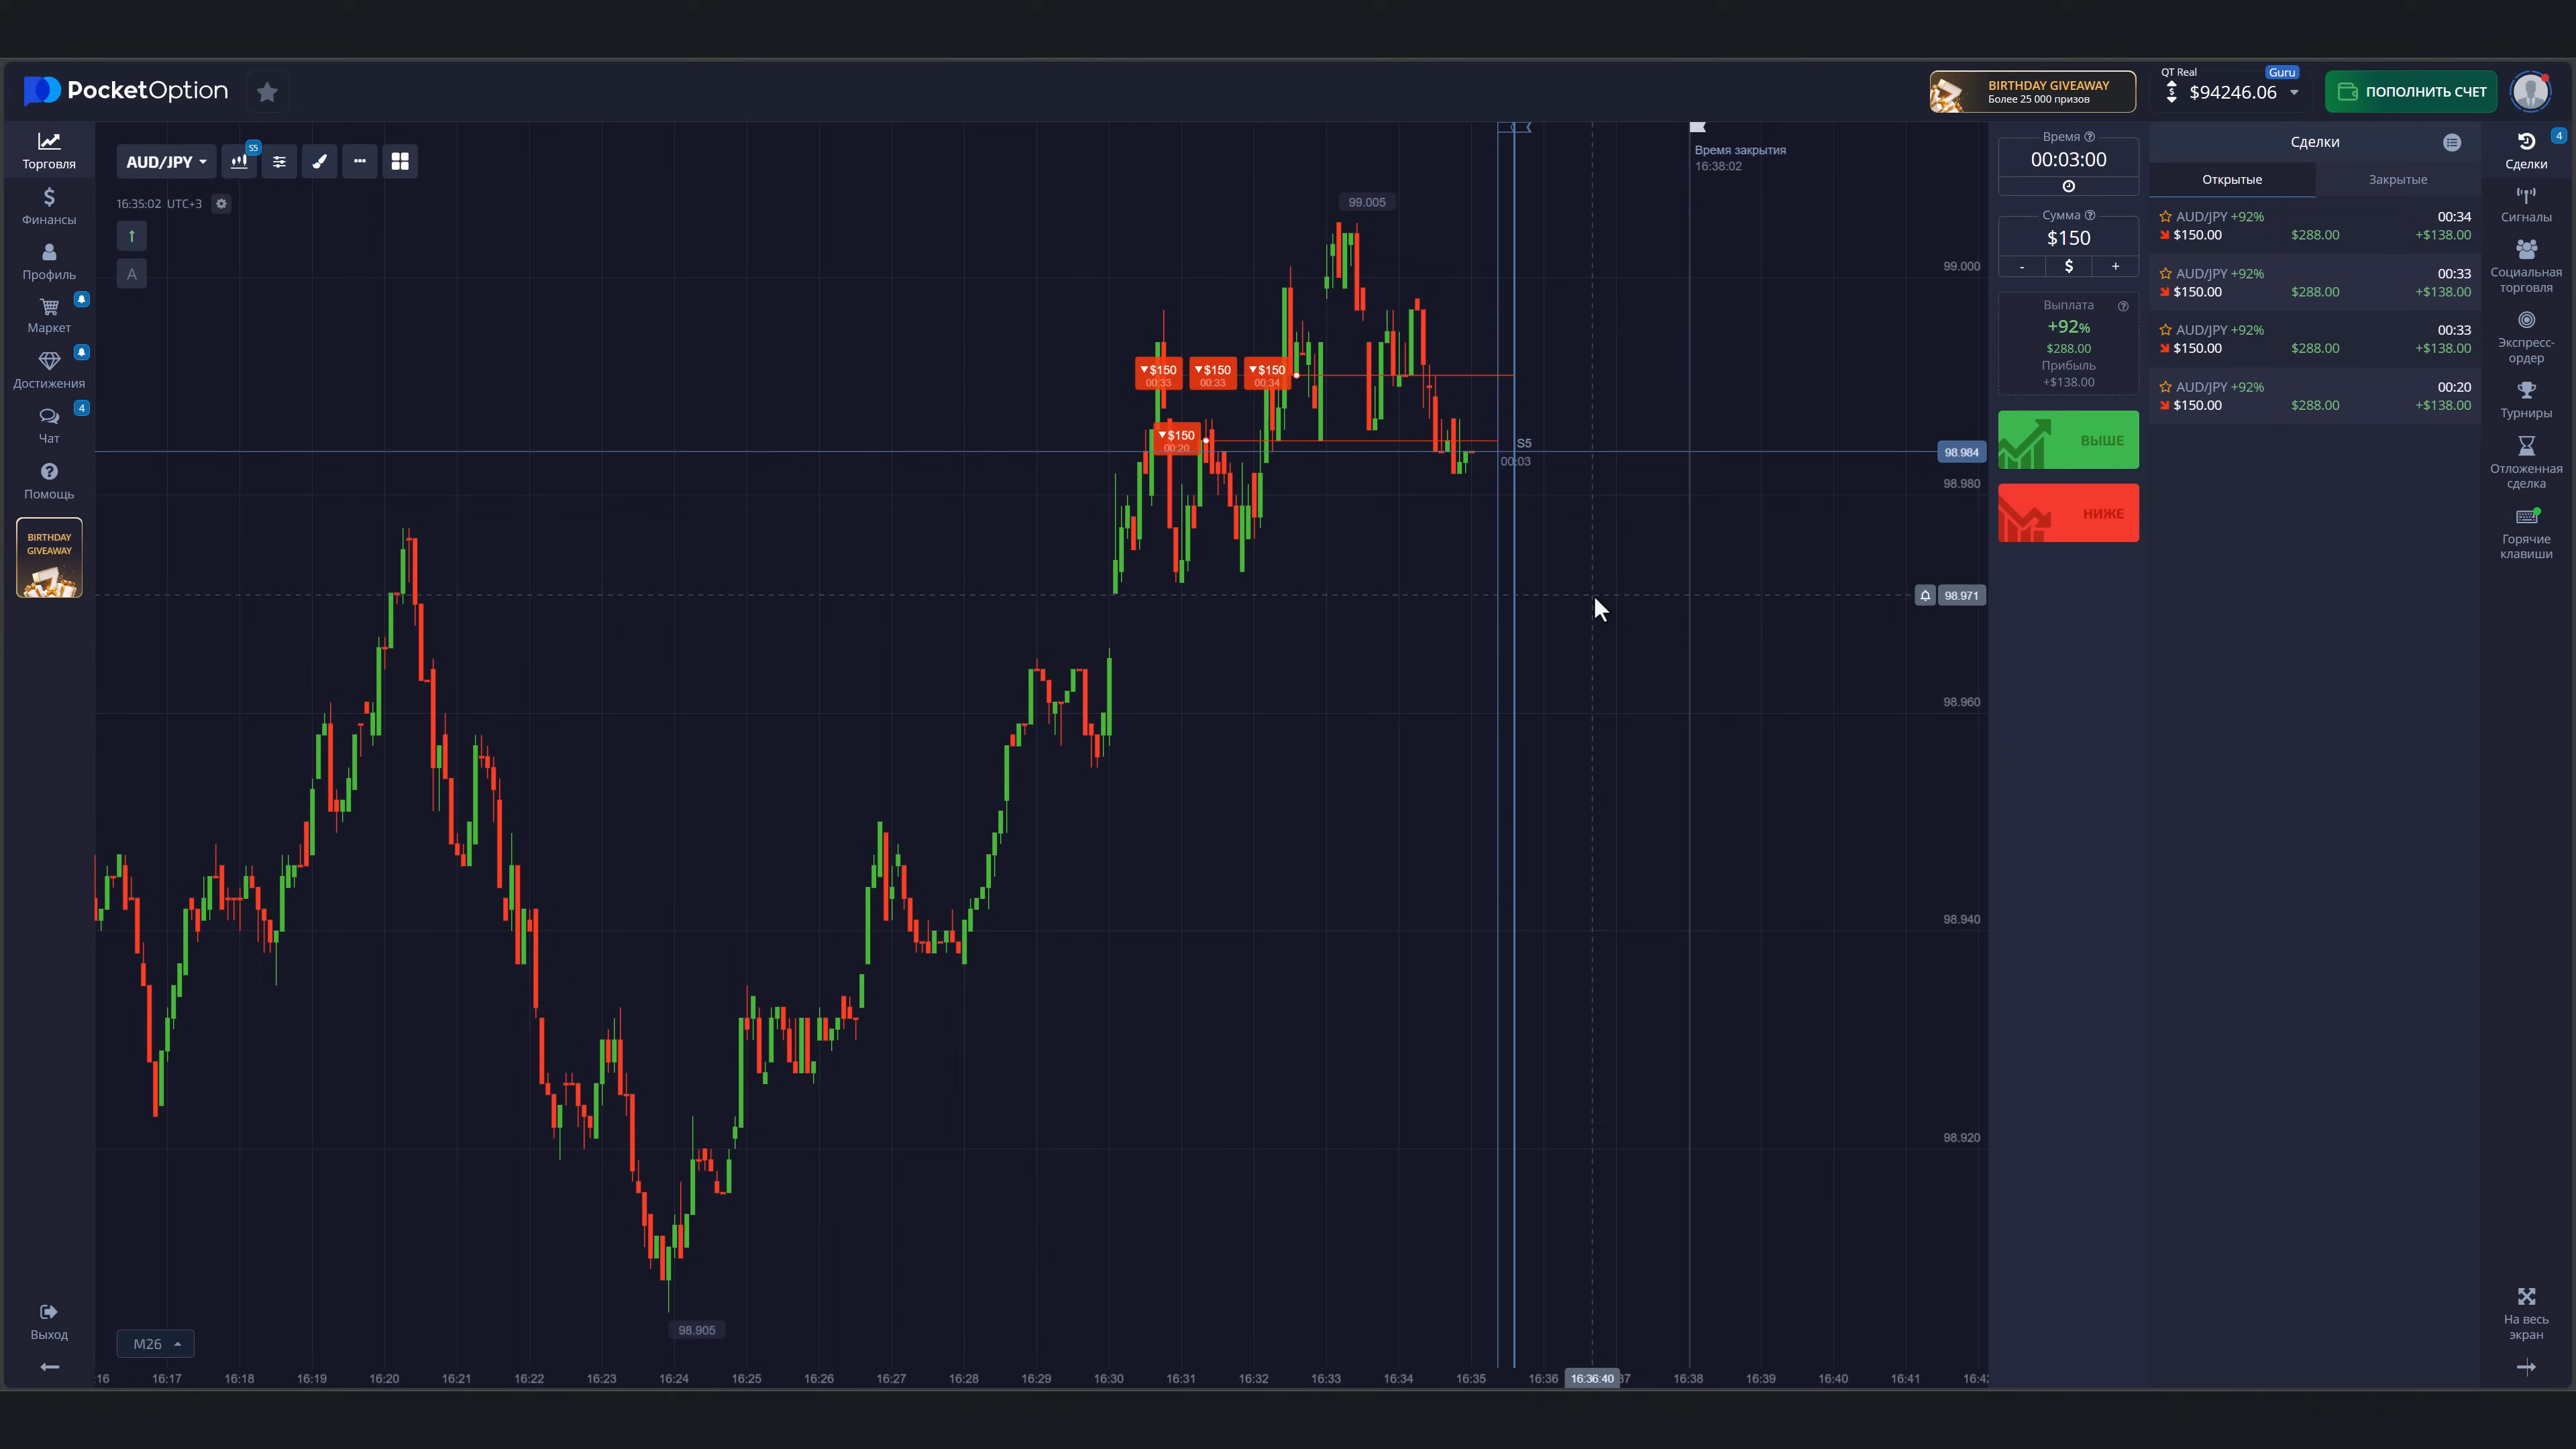 PocketOption
BIRTHDAY GIVEAWAY
Более 25 000 призов
QT Real
Guru
$94246.06
ПОПОЛНИТЬ СЧЕТ
Торговля
Финансы
Профиль
Маркет
Достижения
4
Чат
Помощь
BIRTHDAY
GIVEAWAY
Выход
AUD/JPY
S5
16:35:02 UTC+3
A
M26
Время закрытия
16:38:02
99.005
$150
00:33
$150
00:33
$150
00:34
$150
00:20
S5
00:03
98.905
99.000
98.984
98.980
98.971
98.960
98.940
98.920
:16 16:17 16:18 16:19 16:20 16:21 16:22 16:23 16:24 16:25 16:26 16:27 16:28 16:29 16:30 16:31 16:32 16:33 16:34 16:35 16:36 16:36:40 37 16:38 16:39 16:40 16:41 16:42
Время
00:03:00
Сумма
$150
- $ +
Выплата
+92%
$288.00
Прибыль
+$138.00
ВЫШЕ
НИЖЕ
Сделки
Открытые Закрытые
AUD/JPY +92% 00:34
$150.00 $288.00 +$138.00
AUD/JPY +92% 00:33
$150.00 $288.00 +$138.00
AUD/JPY +92% 00:33
$150.00 $288.00 +$138.00
AUD/JPY +92% 00:20
$150.00 $288.00 +$138.00
4
Сделки
Сигналы
Социальная
торговля
Экспресс-
ордер
Турниры
Отложенная
сделка
Горячие
клавиши
На весь
экран